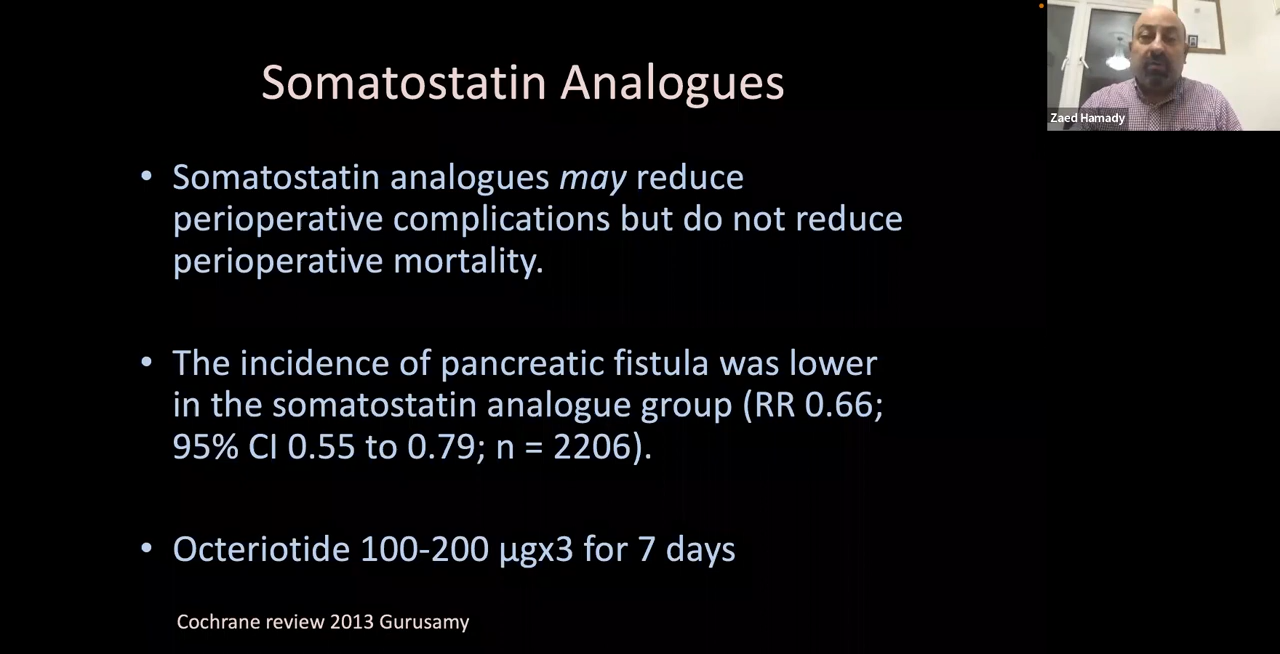 Somatostatin Analogues
Zaed Hamady
• Somatostatin analogues may reduce
perioperative complications but do not reduce
perioperative mortality.
• The incidence of pancreatic fistula was lower
in the somatostatin analogue group (RR 0.66;
95% CI 0.55 to 0.79; n = 2206).
• Octeriotide 100-200 µgx3 for 7 days
Cochrane review 2013 Gurusamy